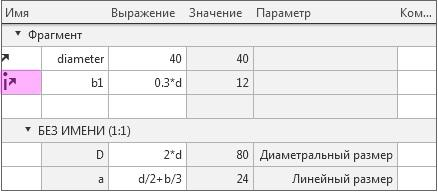 Имя Выражение Значение Параметр Ком...
Фрагмент
diameter 40 40
b1 0.3*d 12
БЕЗ ИМЕНИ (1:1)
D 2*d 80 Диаметральный размер
a d/2+b/3 24 Линейный размер